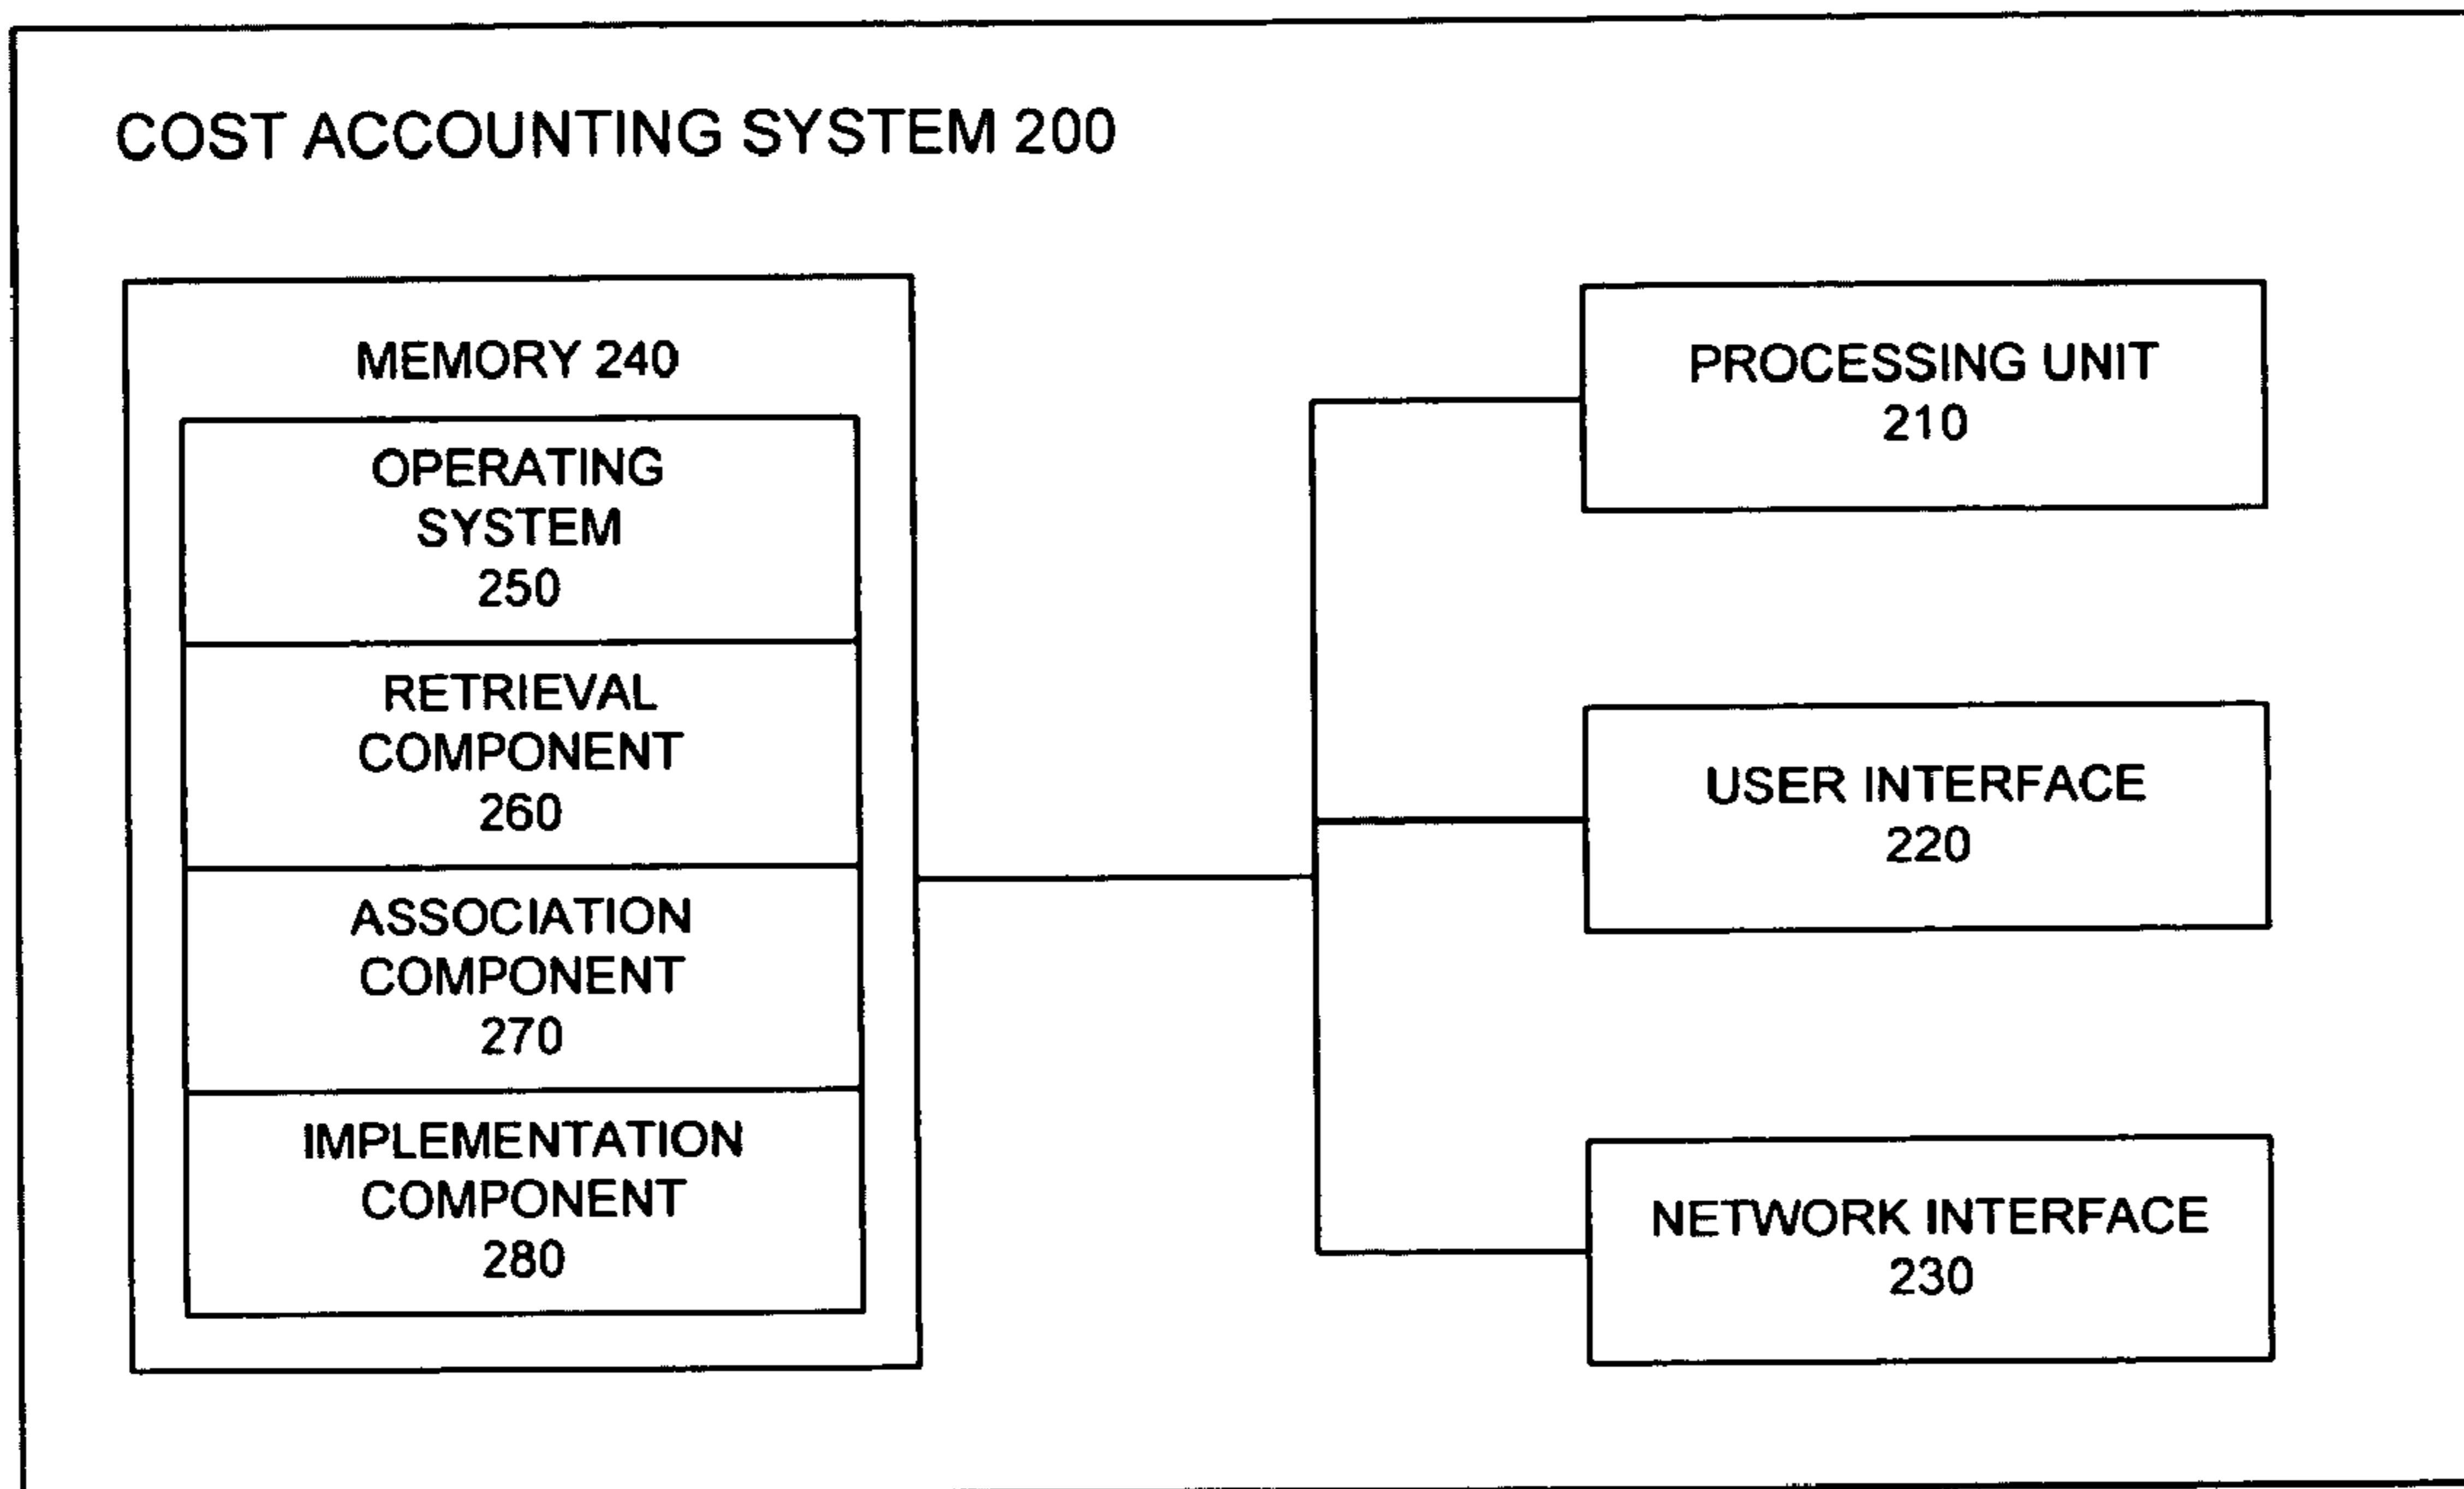 COST ACCOUNTING SYSTEM 200
MEMORY 240
OPERATING
SYSTEM
250
RETRIEVAL
COMPONENT
260
ASSOCIATION
COMPONENT
270
IMPLEMENTATION
COMPONENT
280
PROCESSING UNIT
210
USER INTERFACE
220
NETWORK INTERFACE
230